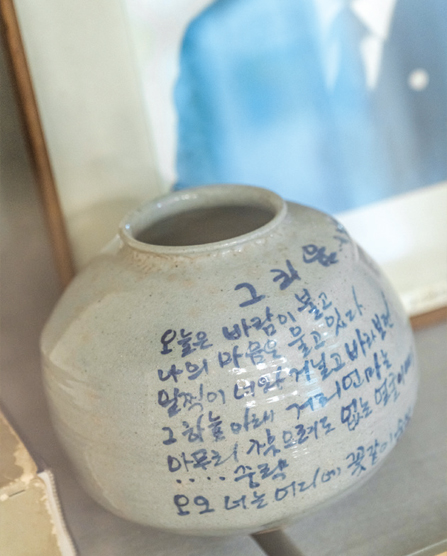 그리움
오늘은 바람이 불고
나의 마음은 울고 있다
일찍이 너와 거닐고 바라보던
그 하늘 아래 거리언마는
아무리 찾으려도 없는 얼굴이여
.... 중략
오오 너는 어디메 꽃같이